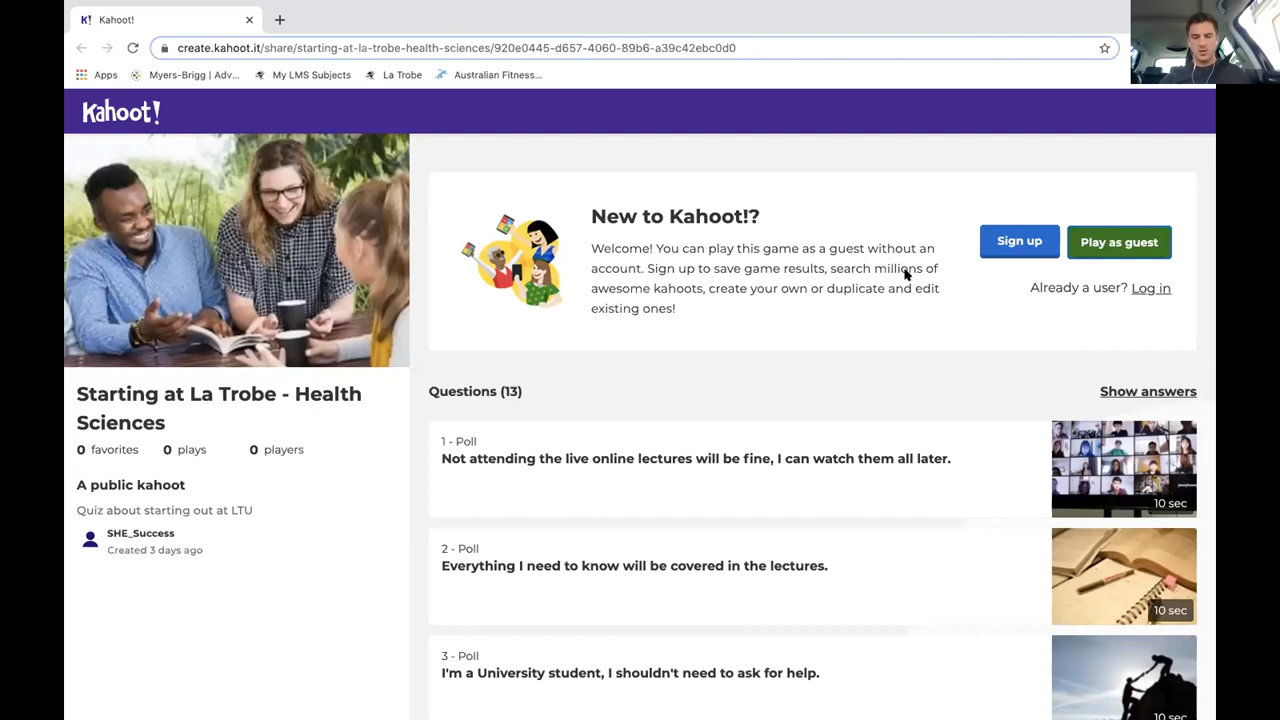 K! Kahoot!
create.kahoot.it/share/starting-at-la-trobe-health-sciences/920e0445-d657-4060-89b6-a39c42ebc0d0
Apps Myers-Brigg | Adv... My LMS Subjects La Trobe Australian Fitness...
Kahoot!
New to Kahoot!?
Welcome! You can play this game as a guest without an
account. Sign up to save game results, search millions of
awesome kahoots, create your own or duplicate and edit
existing ones!
Sign up
Play as guest
Already a user? Log in
Starting at La Trobe - Health
Sciences
0 favorites 0 plays 0 players
A public kahoot
Quiz about starting out at LTU
SHE_Success
Created 3 days ago
Questions (13)
Show answers
1 - Poll
Not attending the live online lectures will be fine, I can watch them all later.
10 sec
2 - Poll
Everything I need to know will be covered in the lectures.
10 sec
3 - Poll
I'm a University student, I shouldn't need to ask for help.
10 sec